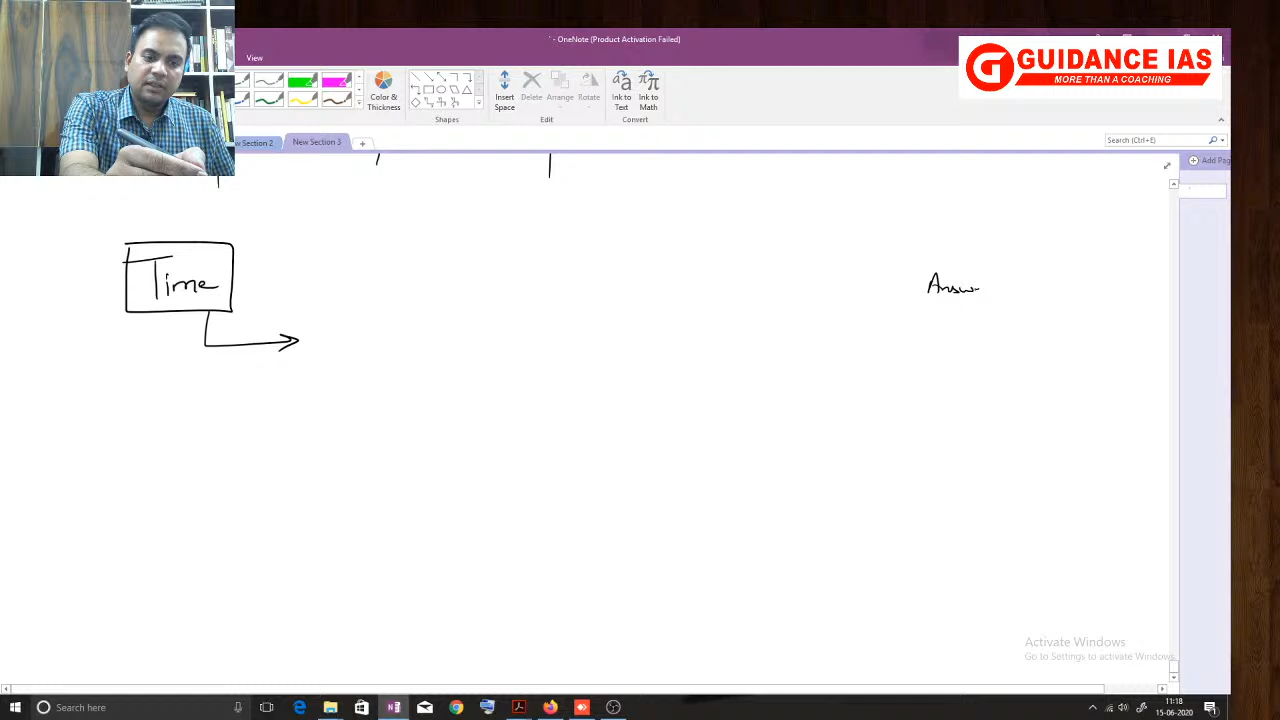 ' - OneNote (Product Activation Failed)
GUIDANCE IAS
MORE THAN A COACHING
View
Color &
Thickness
Insert
Space
Delete
Arrange
Rotate
Ink to
Text
Ink to
Math
Shapes
Edit
Convert
Section 2
New Section 3
Search (Ctrl+E)
Add Pag
Time
Answ
Activate Windows
Go to Settings to activate Windows.
Search here
11:18
15-06-2020